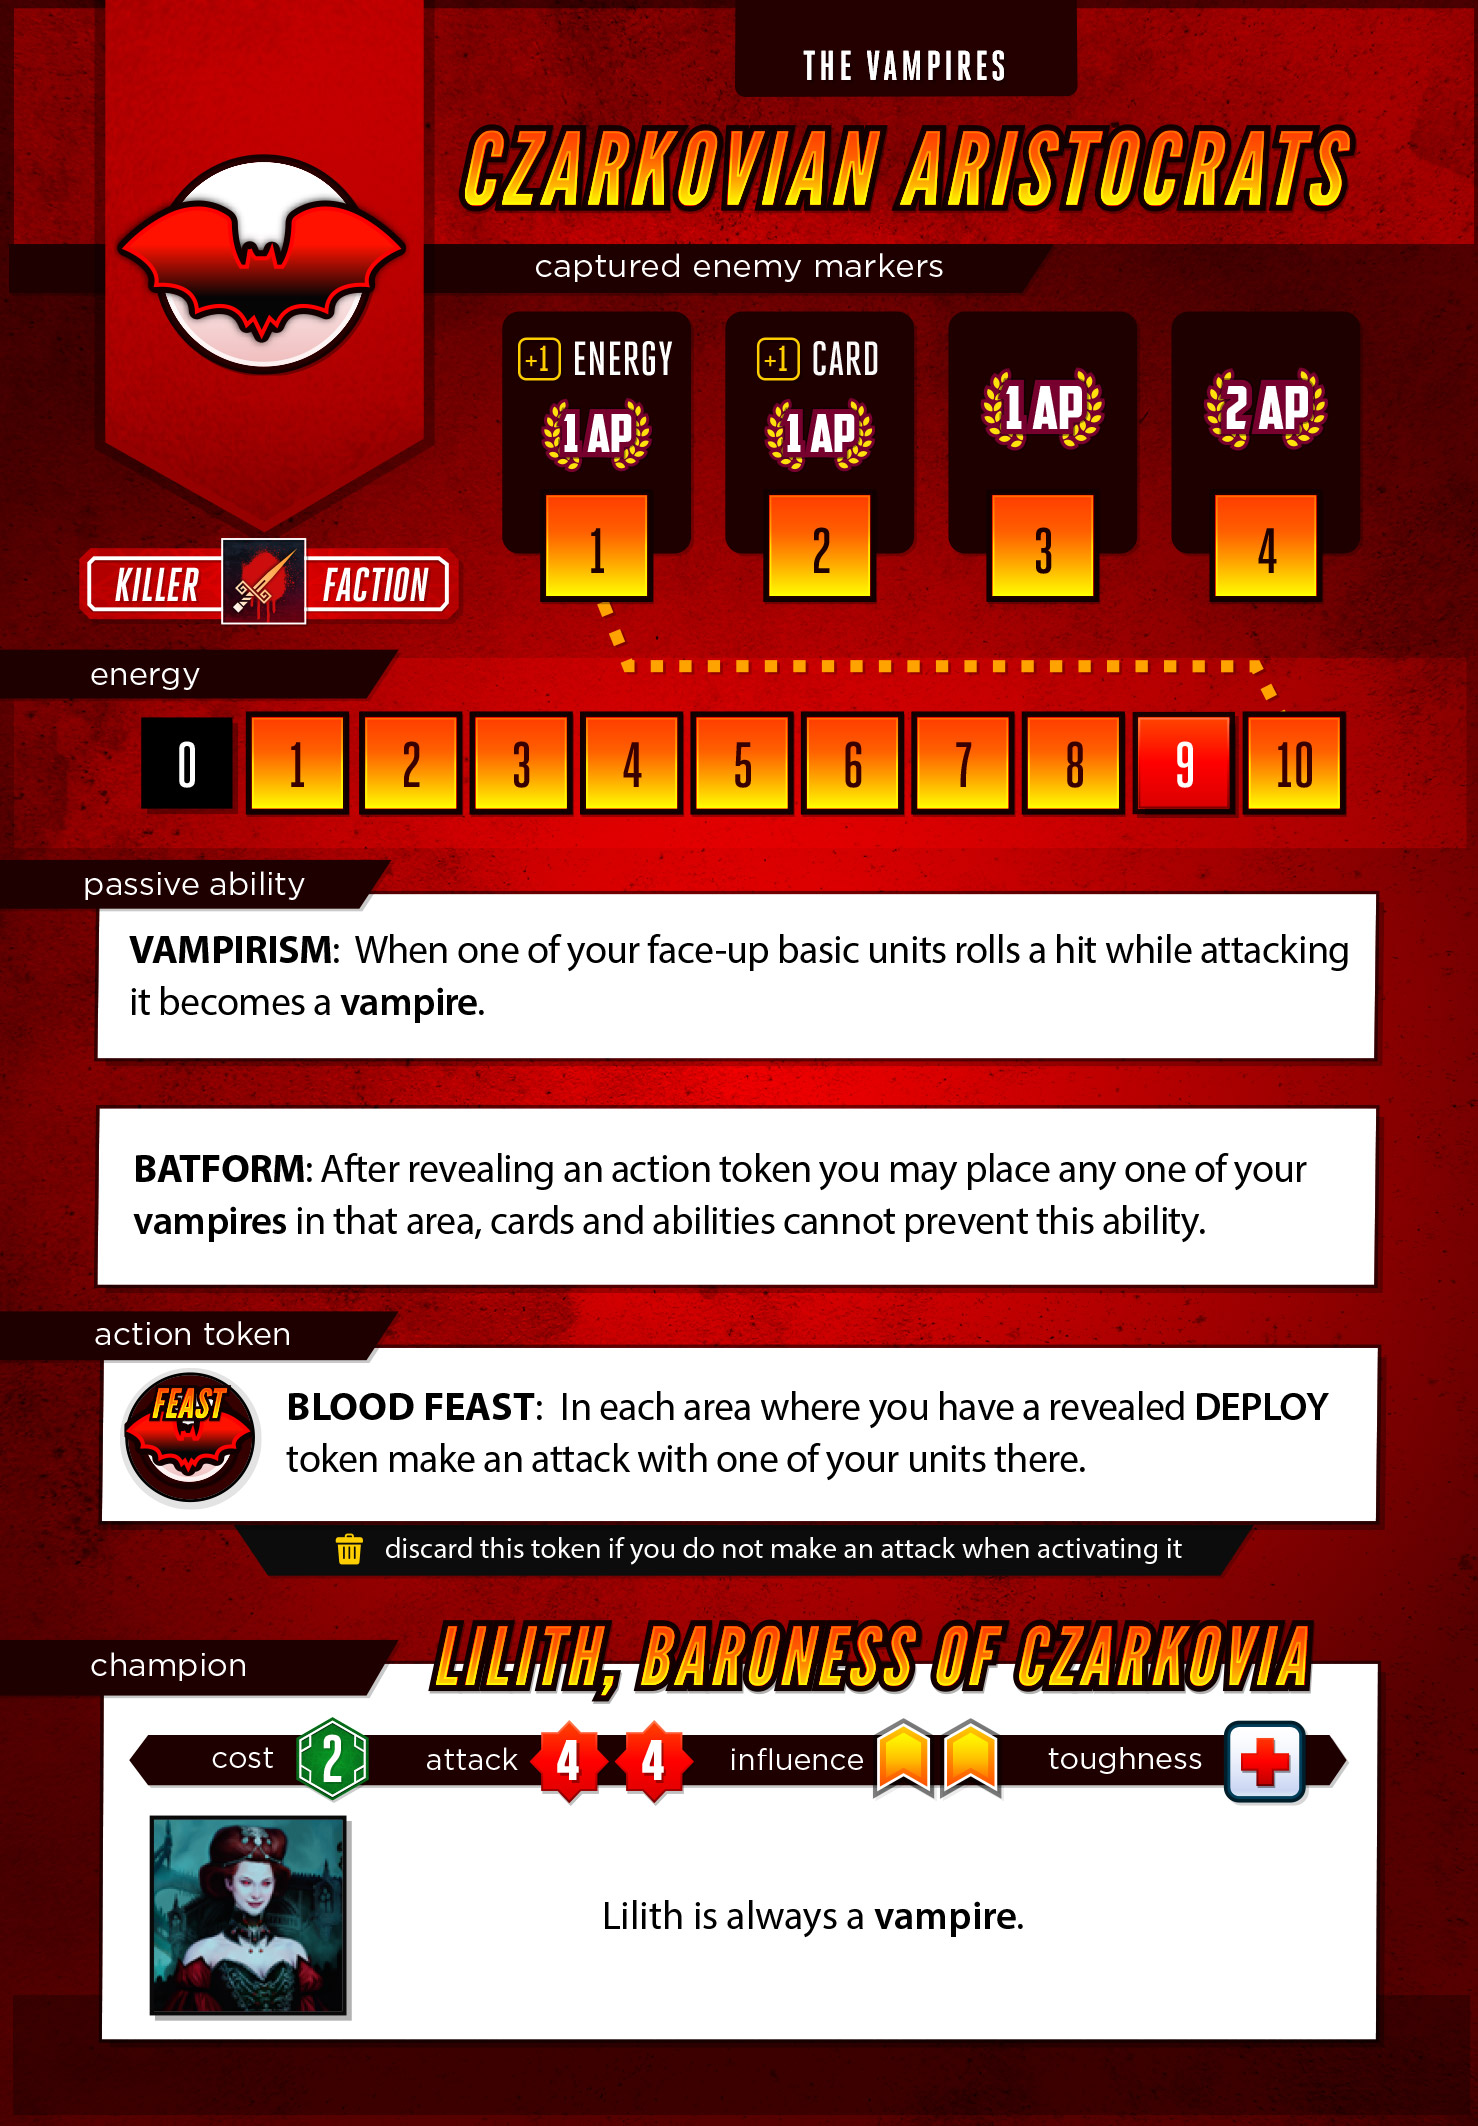 THE VAMPIRES
CZARKOVIAN ARISTOCRATS
captured enemy markers
+1 ENERGY
1 AP
1
+1 CARD
1 AP
2
1 AP
3
2 AP
4
KILLER FACTION
energy
0 1 2 3 4 5 6 7 8 9 10
passive ability
VAMPIRISM: When one of your face-up basic units rolls a hit while attacking
it becomes a vampire.
BATFORM: After revealing an action token you may place any one of your
vampires in that area, cards and abilities cannot prevent this ability.
action token
FEAST
BLOOD FEAST: In each area where you have a revealed DEPLOY
token make an attack with one of your units there.
discard this token if you do not make an attack when activating it
champion
LILITH, BARONESS OF CZARKOVIA
cost 2 attack 4 4 influence toughness
Lilith is always a vampire.